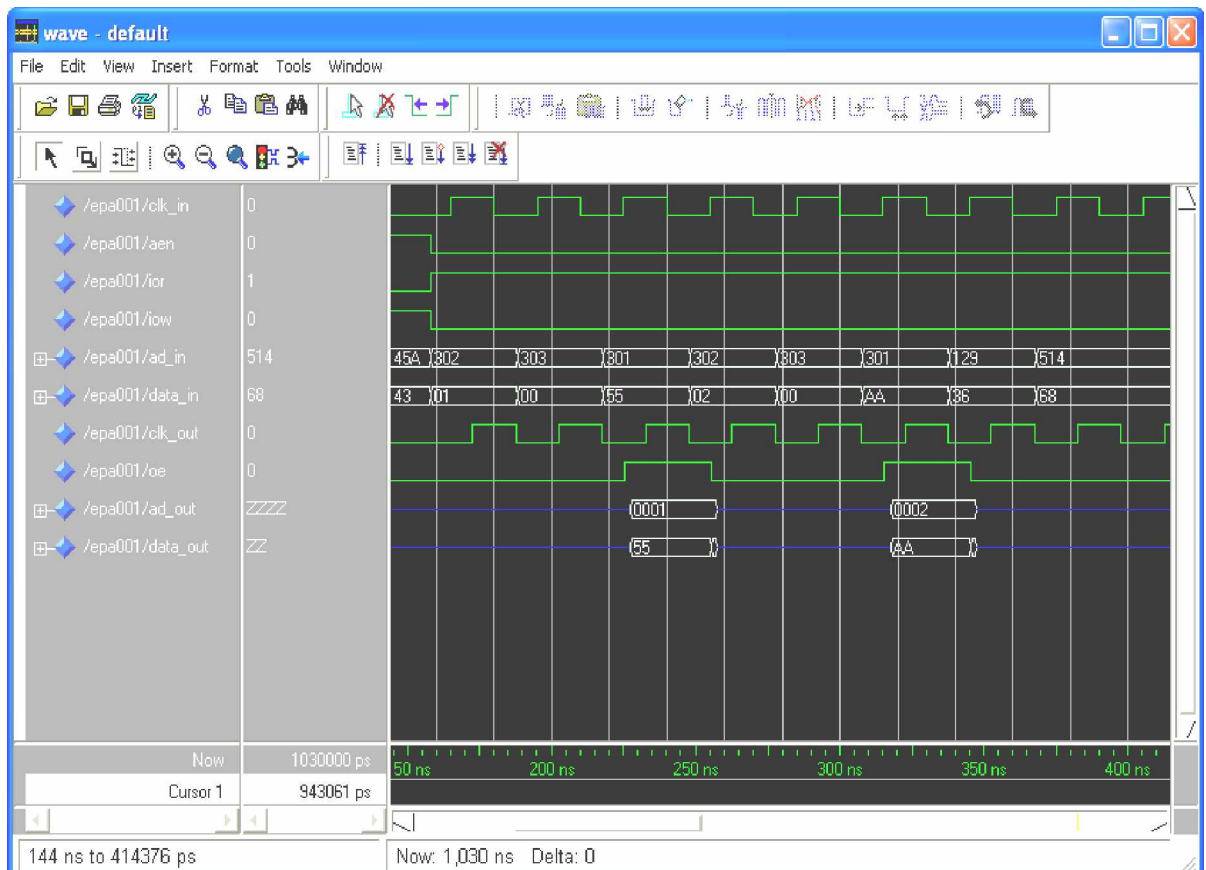 wave - default
File Edit View Insert Format Tools Window
/epa001/clk_in 0
/epa001/aen 0
/epa001/ior 1
/epa001/iow 0
/epa001/ad_in 514 45A 302 303 301 302 303 301 129 514
/epa001/data_in 68 43 01 00 55 02 00 AA 36 68
/epa001/clk_out 0
/epa001/oe 0
/epa001/ad_out ZZZZ 0001 0002
/epa001/data_out ZZ 55 AA
Now 1030000 ps 50 ns 200 ns 250 ns 300 ns 350 ns 400 ns
Cursor 1 943061 ps
144 ns to 414376 ps Now: 1,030 ns Delta: 0